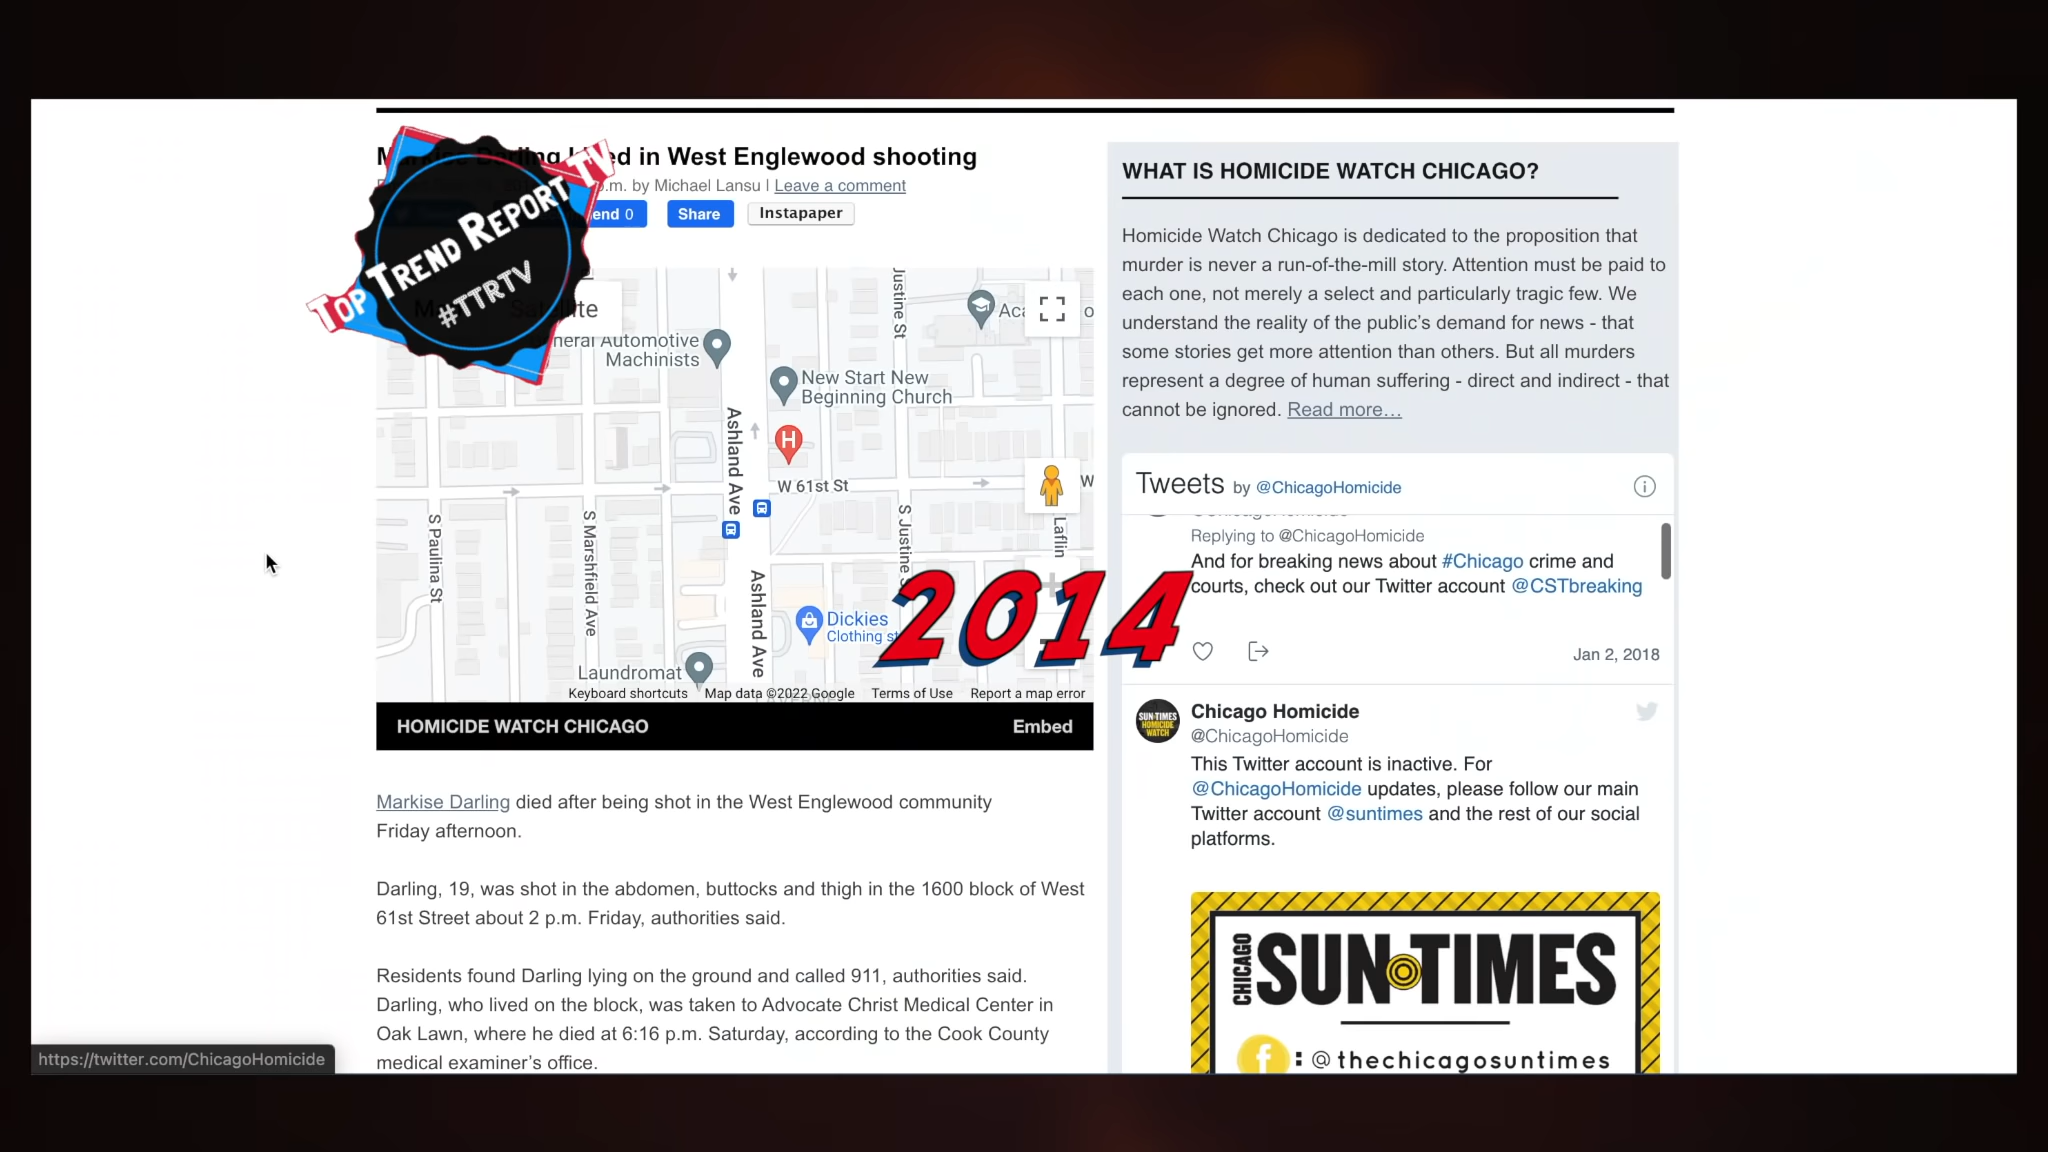 ed in West Englewood shooting
p.m. by Michael Lansu | Leave a comment
end 0
Share
Instapaper
TOP TREND REPORT TV
#TTRTV
Automotive
Machinists
New Start New
Beginning Church
H
Ashland Ave
W 61st St
S Justine
Justine St
S Paulina St
S Marshfield Ave
Ashland Ave
Laflin
W
Dickies
Clothing
Laundromat
Keyboard shortcuts
Map data ©2022 Google
Terms of Use
Report a map error
HOMICIDE WATCH CHICAGO
Embed
2014
Markise Darling died after being shot in the West Englewood community
Friday afternoon.
Darling, 19, was shot in the abdomen, buttocks and thigh in the 1600 block of West
61st Street about 2 p.m. Friday, authorities said.
Residents found Darling lying on the ground and called 911, authorities said.
Darling, who lived on the block, was taken to Advocate Christ Medical Center in
Oak Lawn, where he died at 6:16 p.m. Saturday, according to the Cook County
medical examiner’s office.
https://twitter.com/ChicagoHomicide
WHAT IS HOMICIDE WATCH CHICAGO?
Homicide Watch Chicago is dedicated to the proposition that
murder is never a run-of-the-mill story. Attention must be paid to
each one, not merely a select and particularly tragic few. We
understand the reality of the public’s demand for news - that
some stories get more attention than others. But all murders
represent a degree of human suffering - direct and indirect - that
cannot be ignored. Read more…
Tweets by @ChicagoHomicide
Replying to @ChicagoHomicide
And for breaking news about #Chicago crime and
courts, check out our Twitter account @CSTbreaking
Jan 2, 2018
SUN-TIMES
HOMICIDE
WATCH
Chicago Homicide
@ChicagoHomicide
This Twitter account is inactive. For
@ChicagoHomicide updates, please follow our main
Twitter account @suntimes and the rest of our social
platforms.
CHICAGO
SUN-TIMES
f : @thechicagosuntimes